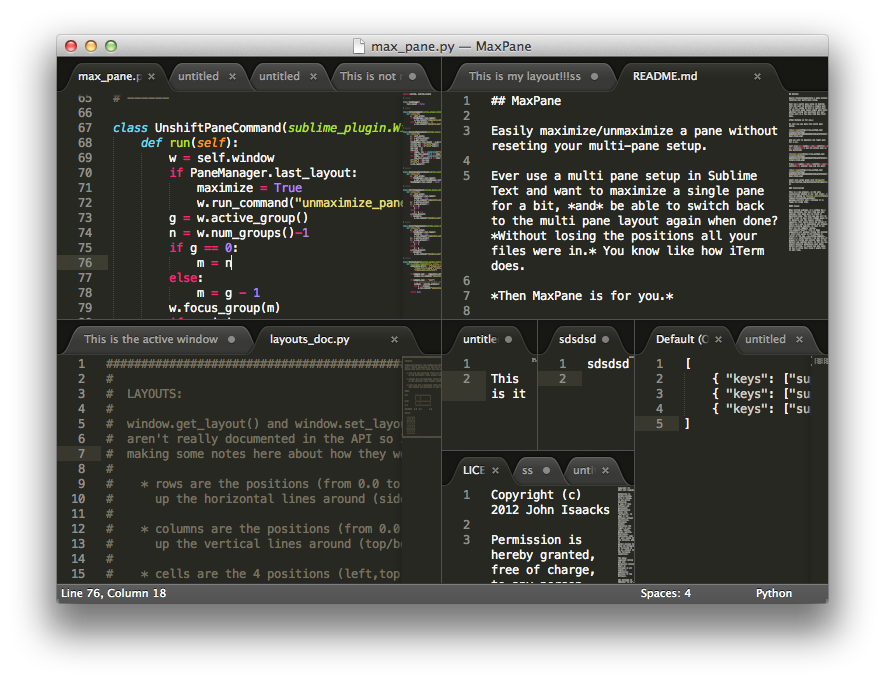 max_pane.py — MaxPane
max_pane.p
untitled
untitled
This is not
65 #
66
67 class UnshiftPaneCommand(sublime_plugin.W
68 def run(self):
69 w = self.window
70 if PaneManager.last_layout:
71 maximize = True
72 w.run_command("unmaximize_pane
73 g = w.active_group()
74 n = w.num_groups()-1
75 if g == 0:
76 m = n
77 else:
78 m = g - 1
79 w.focus_group(m)
This is my layout!!!ss
README.md
1 ## MaxPane
2
3 Easily maximize/unmaximize a pane without
reseting your multi-pane setup.
4
5 Ever use a multi pane setup in Sublime
Text and want to maximize a single pane
for a bit, *and* be able to switch back
to the multi pane layout again when done?
*Without losing the positions all your
files were in.* You know like how iTerm
does.
6
7 *Then MaxPane is for you.*
8
This is the active window
layouts_doc.py
1 ##########################################
2 #
3 # LAYOUTS:
4 #
5 # window.get_layout() and window.set_layou
6 # aren't really documented in the API so
7 # making some notes here about how they wo
8 #
9 # * rows are the positions (from 0.0 to
10 # up the horizontal lines around (side
11 #
12 # * columns are the positions (from 0.0
13 # up the vertical lines around (top/bo
14 #
15 # * cells are the 4 positions (left,top
untitle
1
2 This
is it
sdsdsd
1 sdsdsd
2
Default (O
untitled
1 [
2 { "keys": ["su
3 { "keys": ["su
4 { "keys": ["su
5 ]
LICE
ss
unti
1 Copyright (c)
2012 John Isaacks
2
3 Permission is
hereby granted,
free of charge,
to any person
Line 76, Column 18
Spaces: 4
Python